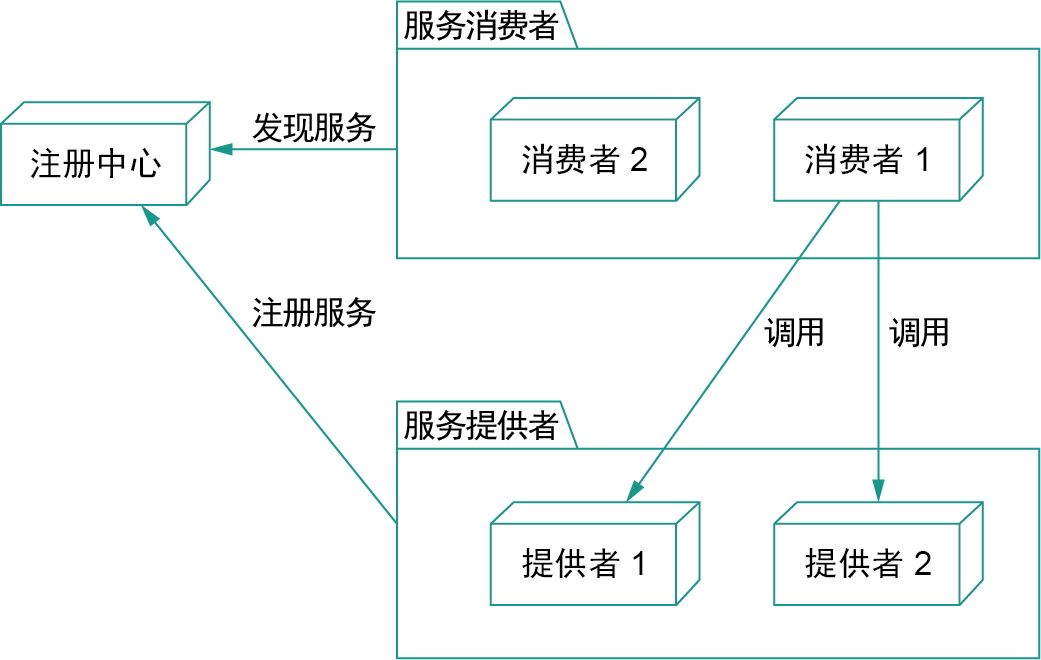 服务消费者
注册中心
发现服务
消费者 2
消费者 1
注册服务
调用
调用
服务提供者
提供者 1
提供者 2